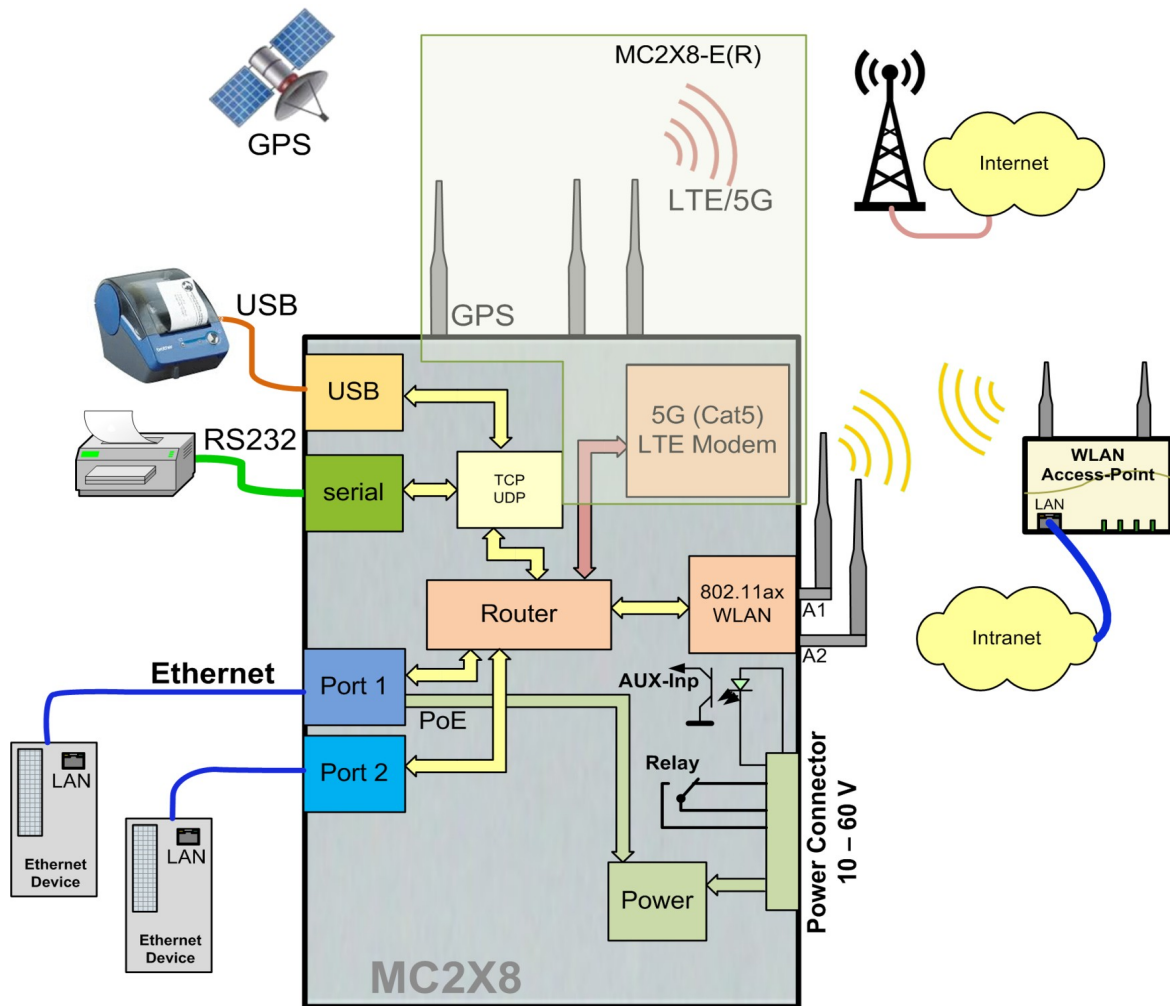 MC2X8-E(R)
GPS
LTE/5G
Internet
USB
GPS
USB
5G (Cat5)
LTE Modem
RS232
serial
TCP
UDP
WLAN
Access-Point
LAN
Router
802.11ax
WLAN
A1
A2
Intranet
Ethernet
Port 1
PoE
AUX-Inp
Port 2
Relay
Power Connector
10 – 60 V
LAN
Ethernet
Device
LAN
Ethernet
Device
Power
MC2X8